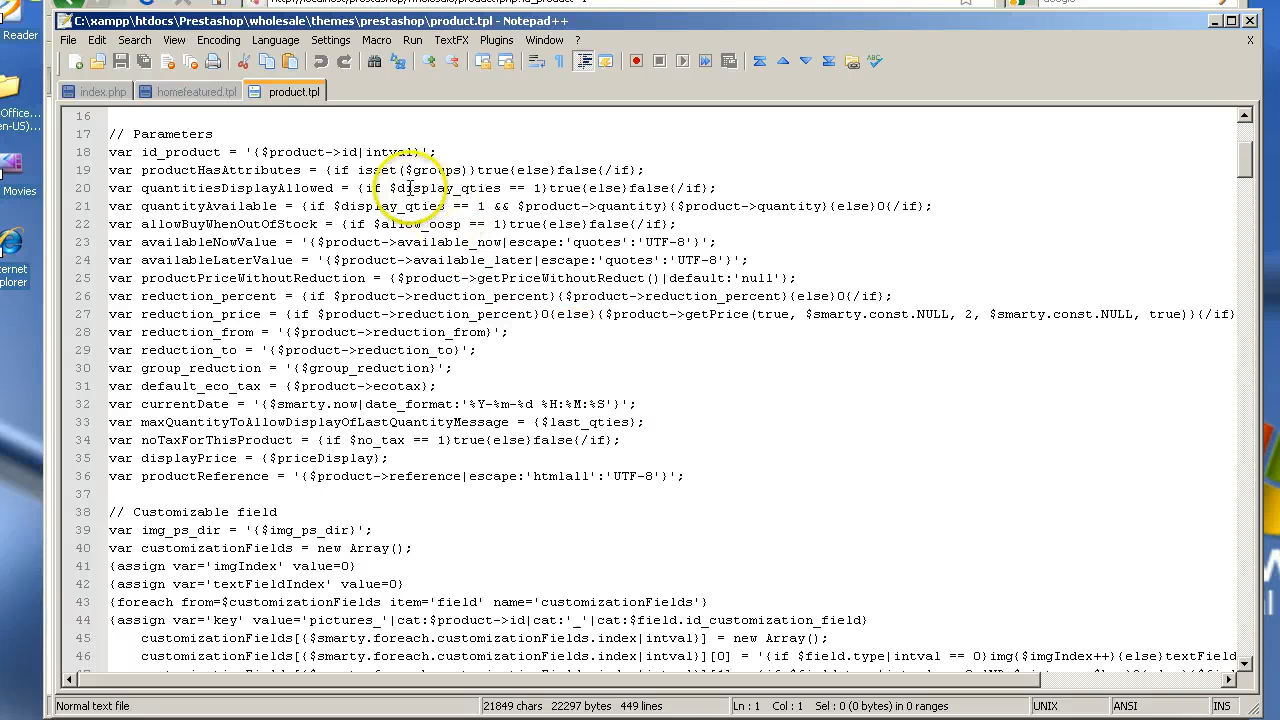 Reader
Office...
en-US)...
Movies
ternet
plorer
C:\xampp\htdocs\Prestashop\wholesale\themes\prestashop\product.tpl - Notepad++
File Edit Search View Encoding Language Settings Macro Run TextFX Plugins Window ? X
index.php homefeatured.tpl product.tpl
16
17 // Parameters
18 var id_product = '{$product->id|intval}';
19 var productHasAttributes = {if isset($groups)}true{else}false{/if};
20 var quantitiesDisplayAllowed = {if $display_qties == 1}true{else}false{/if};
21 var quantityAvailable = {if $display_qties == 1 && $product->quantity}{$product->quantity}{else}0{/if};
22 var allowBuyWhenOutOfStock = {if $allow_oosp == 1}true{else}false{/if};
23 var availableNowValue = '{$product->available_now|escape:'quotes':'UTF-8'}';
24 var availableLaterValue = '{$product->available_later|escape:'quotes':'UTF-8'}';
25 var productPriceWithoutReduction = {$product->getPriceWithoutReduct()|default:'null'};
26 var reduction_percent = {if $product->reduction_percent}{$product->reduction_percent}{else}0{/if};
27 var reduction_price = {if $product->reduction_percent}0{else}{$product->getPrice(true, $smarty.const.NULL, 2, $smarty.const.NULL, true)}{/if}
28 var reduction_from = '{$product->reduction_from}';
29 var reduction_to = '{$product->reduction_to}';
30 var group_reduction = '{$group_reduction}';
31 var default_eco_tax = {$product->ecotax};
32 var currentDate = '{$smarty.now|date_format:'%Y-%m-%d %H:%M:%S'}';
33 var maxQuantityToAllowDisplayOfLastQuantityMessage = {$last_qties};
34 var noTaxForThisProduct = {if $no_tax == 1}true{else}false{/if};
35 var displayPrice = {$priceDisplay};
36 var productReference = '{$product->reference|escape:'htmlall':'UTF-8'}';
37
38 // Customizable field
39 var img_ps_dir = '{$img_ps_dir}';
40 var customizationFields = new Array();
41 {assign var='imgIndex' value=0}
42 {assign var='textFieldIndex' value=0}
43 {foreach from=$customizationFields item='field' name='customizationFields'}
44 {assign var='key' value='pictures_'|cat:$product->id|cat:'_'|cat:$field.id_customization_field}
45 customizationFields[{$smarty.foreach.customizationFields.index|intval}] = new Array();
46 customizationFields[{$smarty.foreach.customizationFields.index|intval}][0] = '{if $field.type|intval == 0}img{$imgIndex++}{else}textField
Normal text file 21849 chars 22297 bytes 449 lines Ln : 1 Col : 1 Sel : 0 (0 bytes) in 0 ranges UNIX ANSI INS